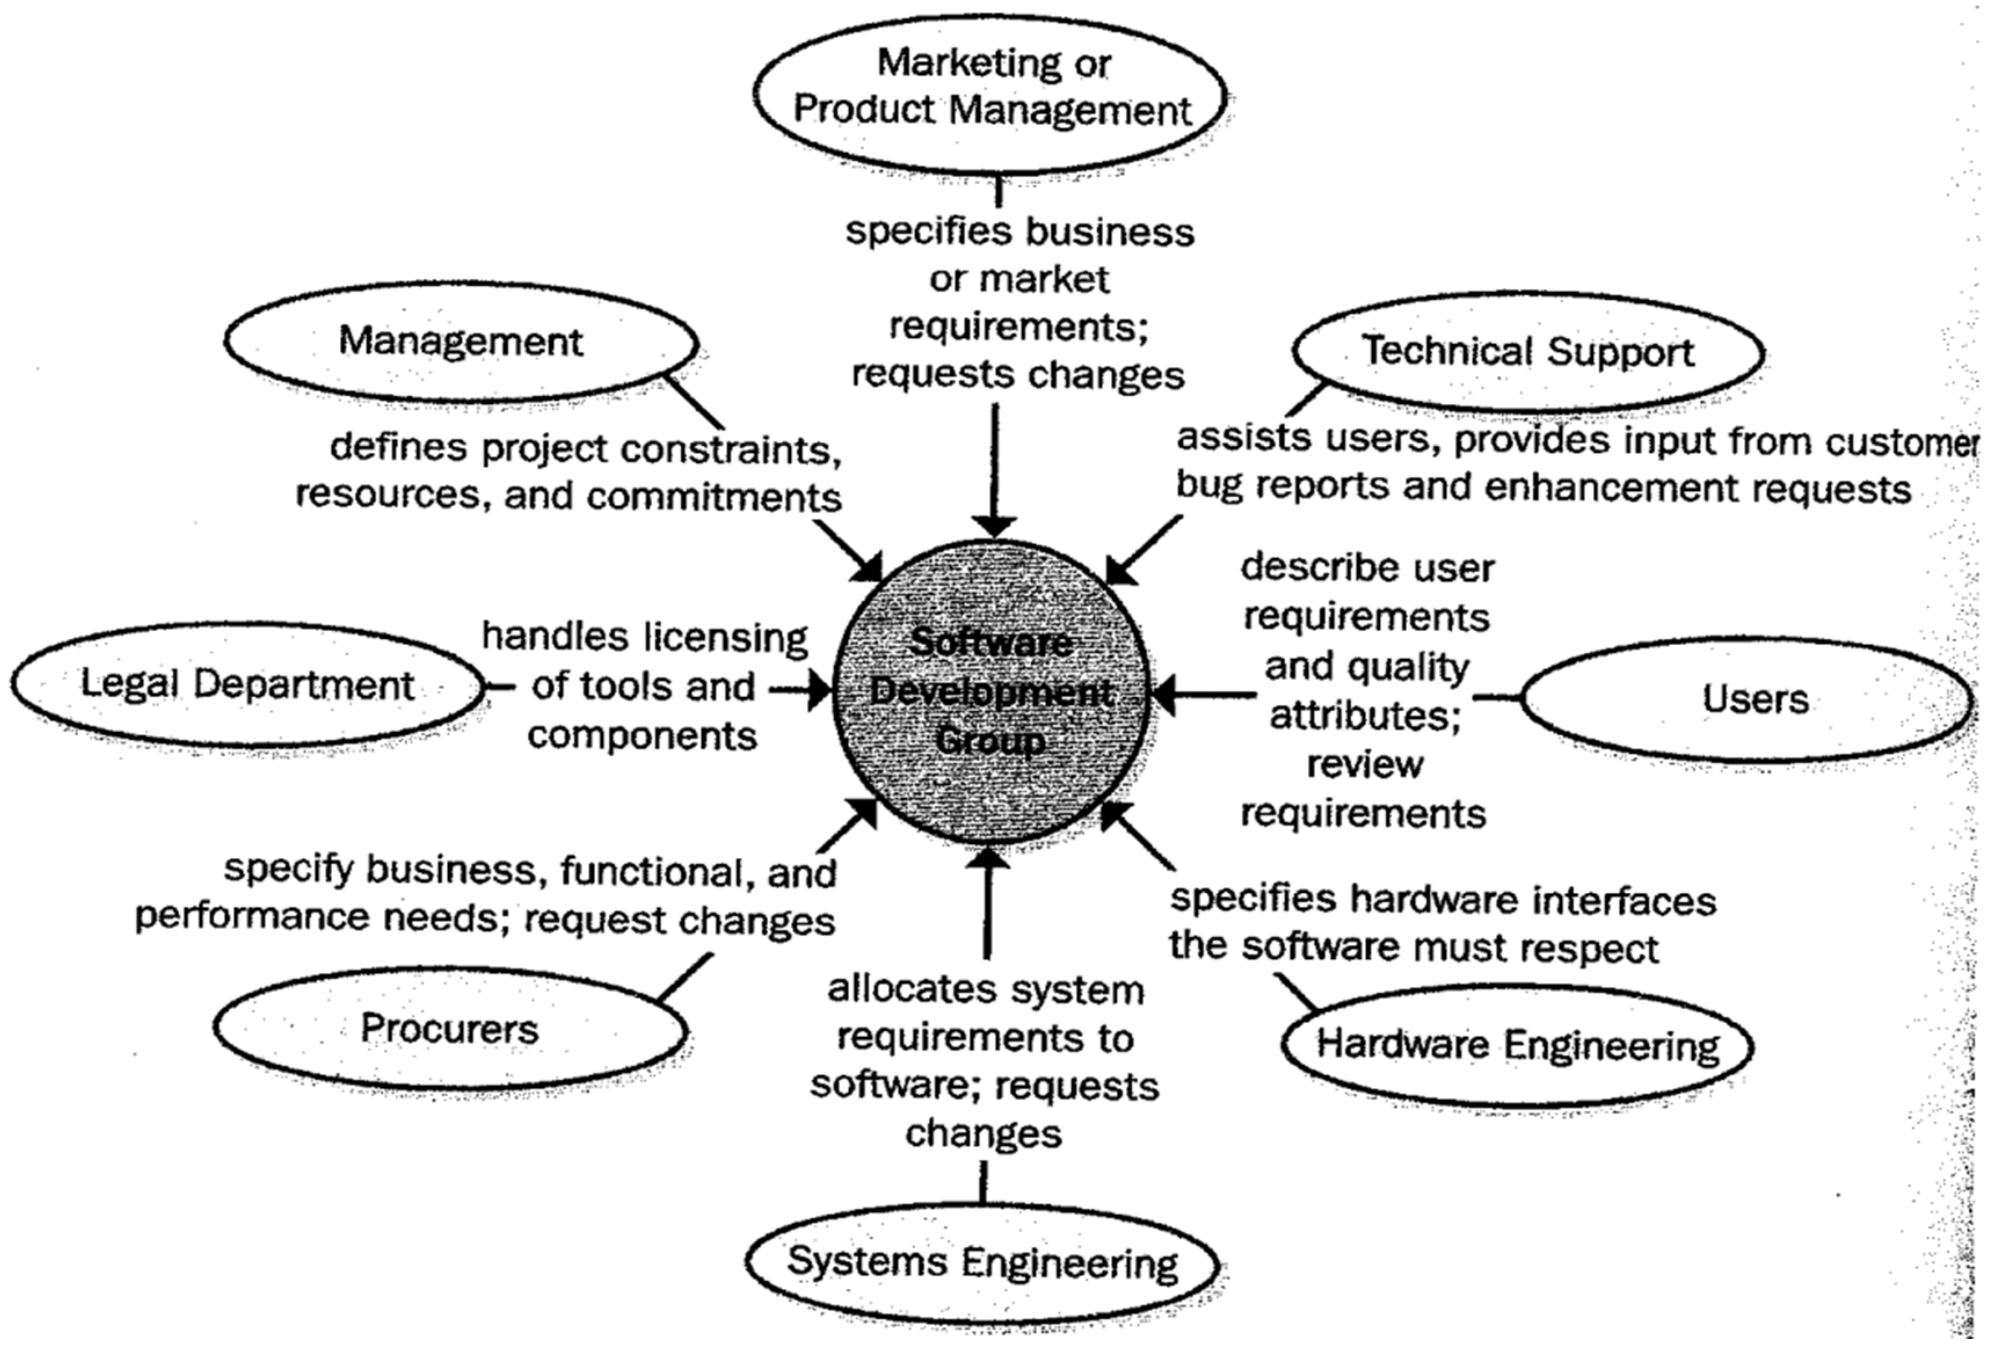 Marketing or
Product Management
specifies business
or market
requirements;
requests changes
Management
defines project constraints,
resources, and commitments
Technical Support
assists users, provides input from customer
bug reports and enhancement requests
Legal Department
handles licensing
of tools and
components
Software
Development
Group
describe user
requirements
and quality
attributes;
review
requirements
Users
specify business, functional, and
performance needs; request changes
Procurers
allocates system
requirements to
software; requests
changes
Systems Engineering
specifies hardware interfaces
the software must respect
Hardware Engineering